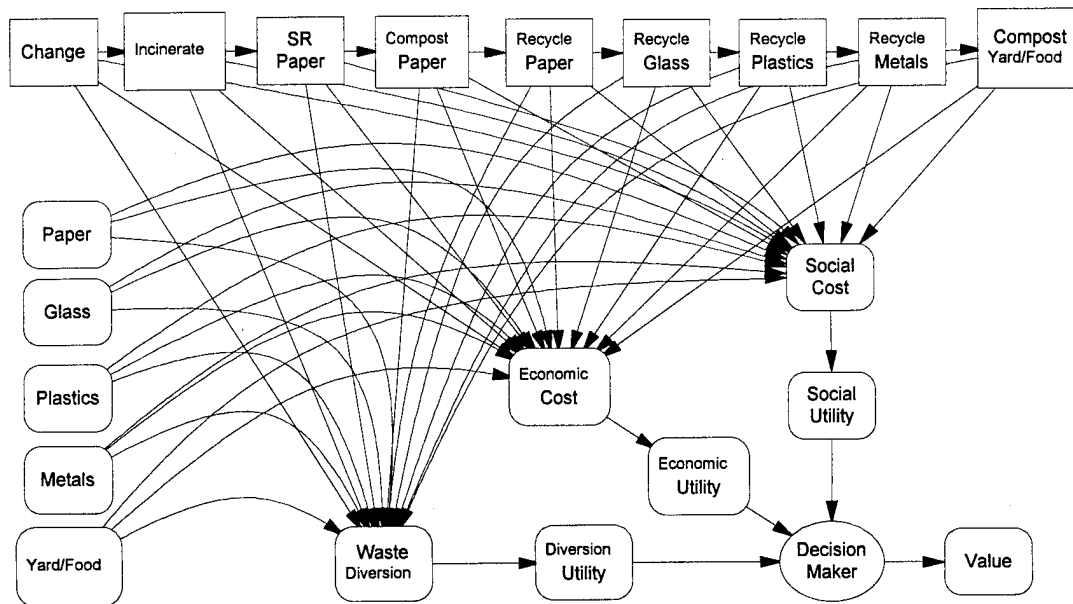 Change
Incinerate
SR
Paper
Compost
Paper
Recycle
Paper
Recycle
Glass
Recycle
Plastics
Recycle
Metals
Compost
Yard/Food
Paper
Glass
Social
Cost
Plastics
Economic
Cost
Social
Utility
Metals
Economic
Utility
Yard/Food
Waste
Diversion
Diversion
Utility
Decision
Maker
Value